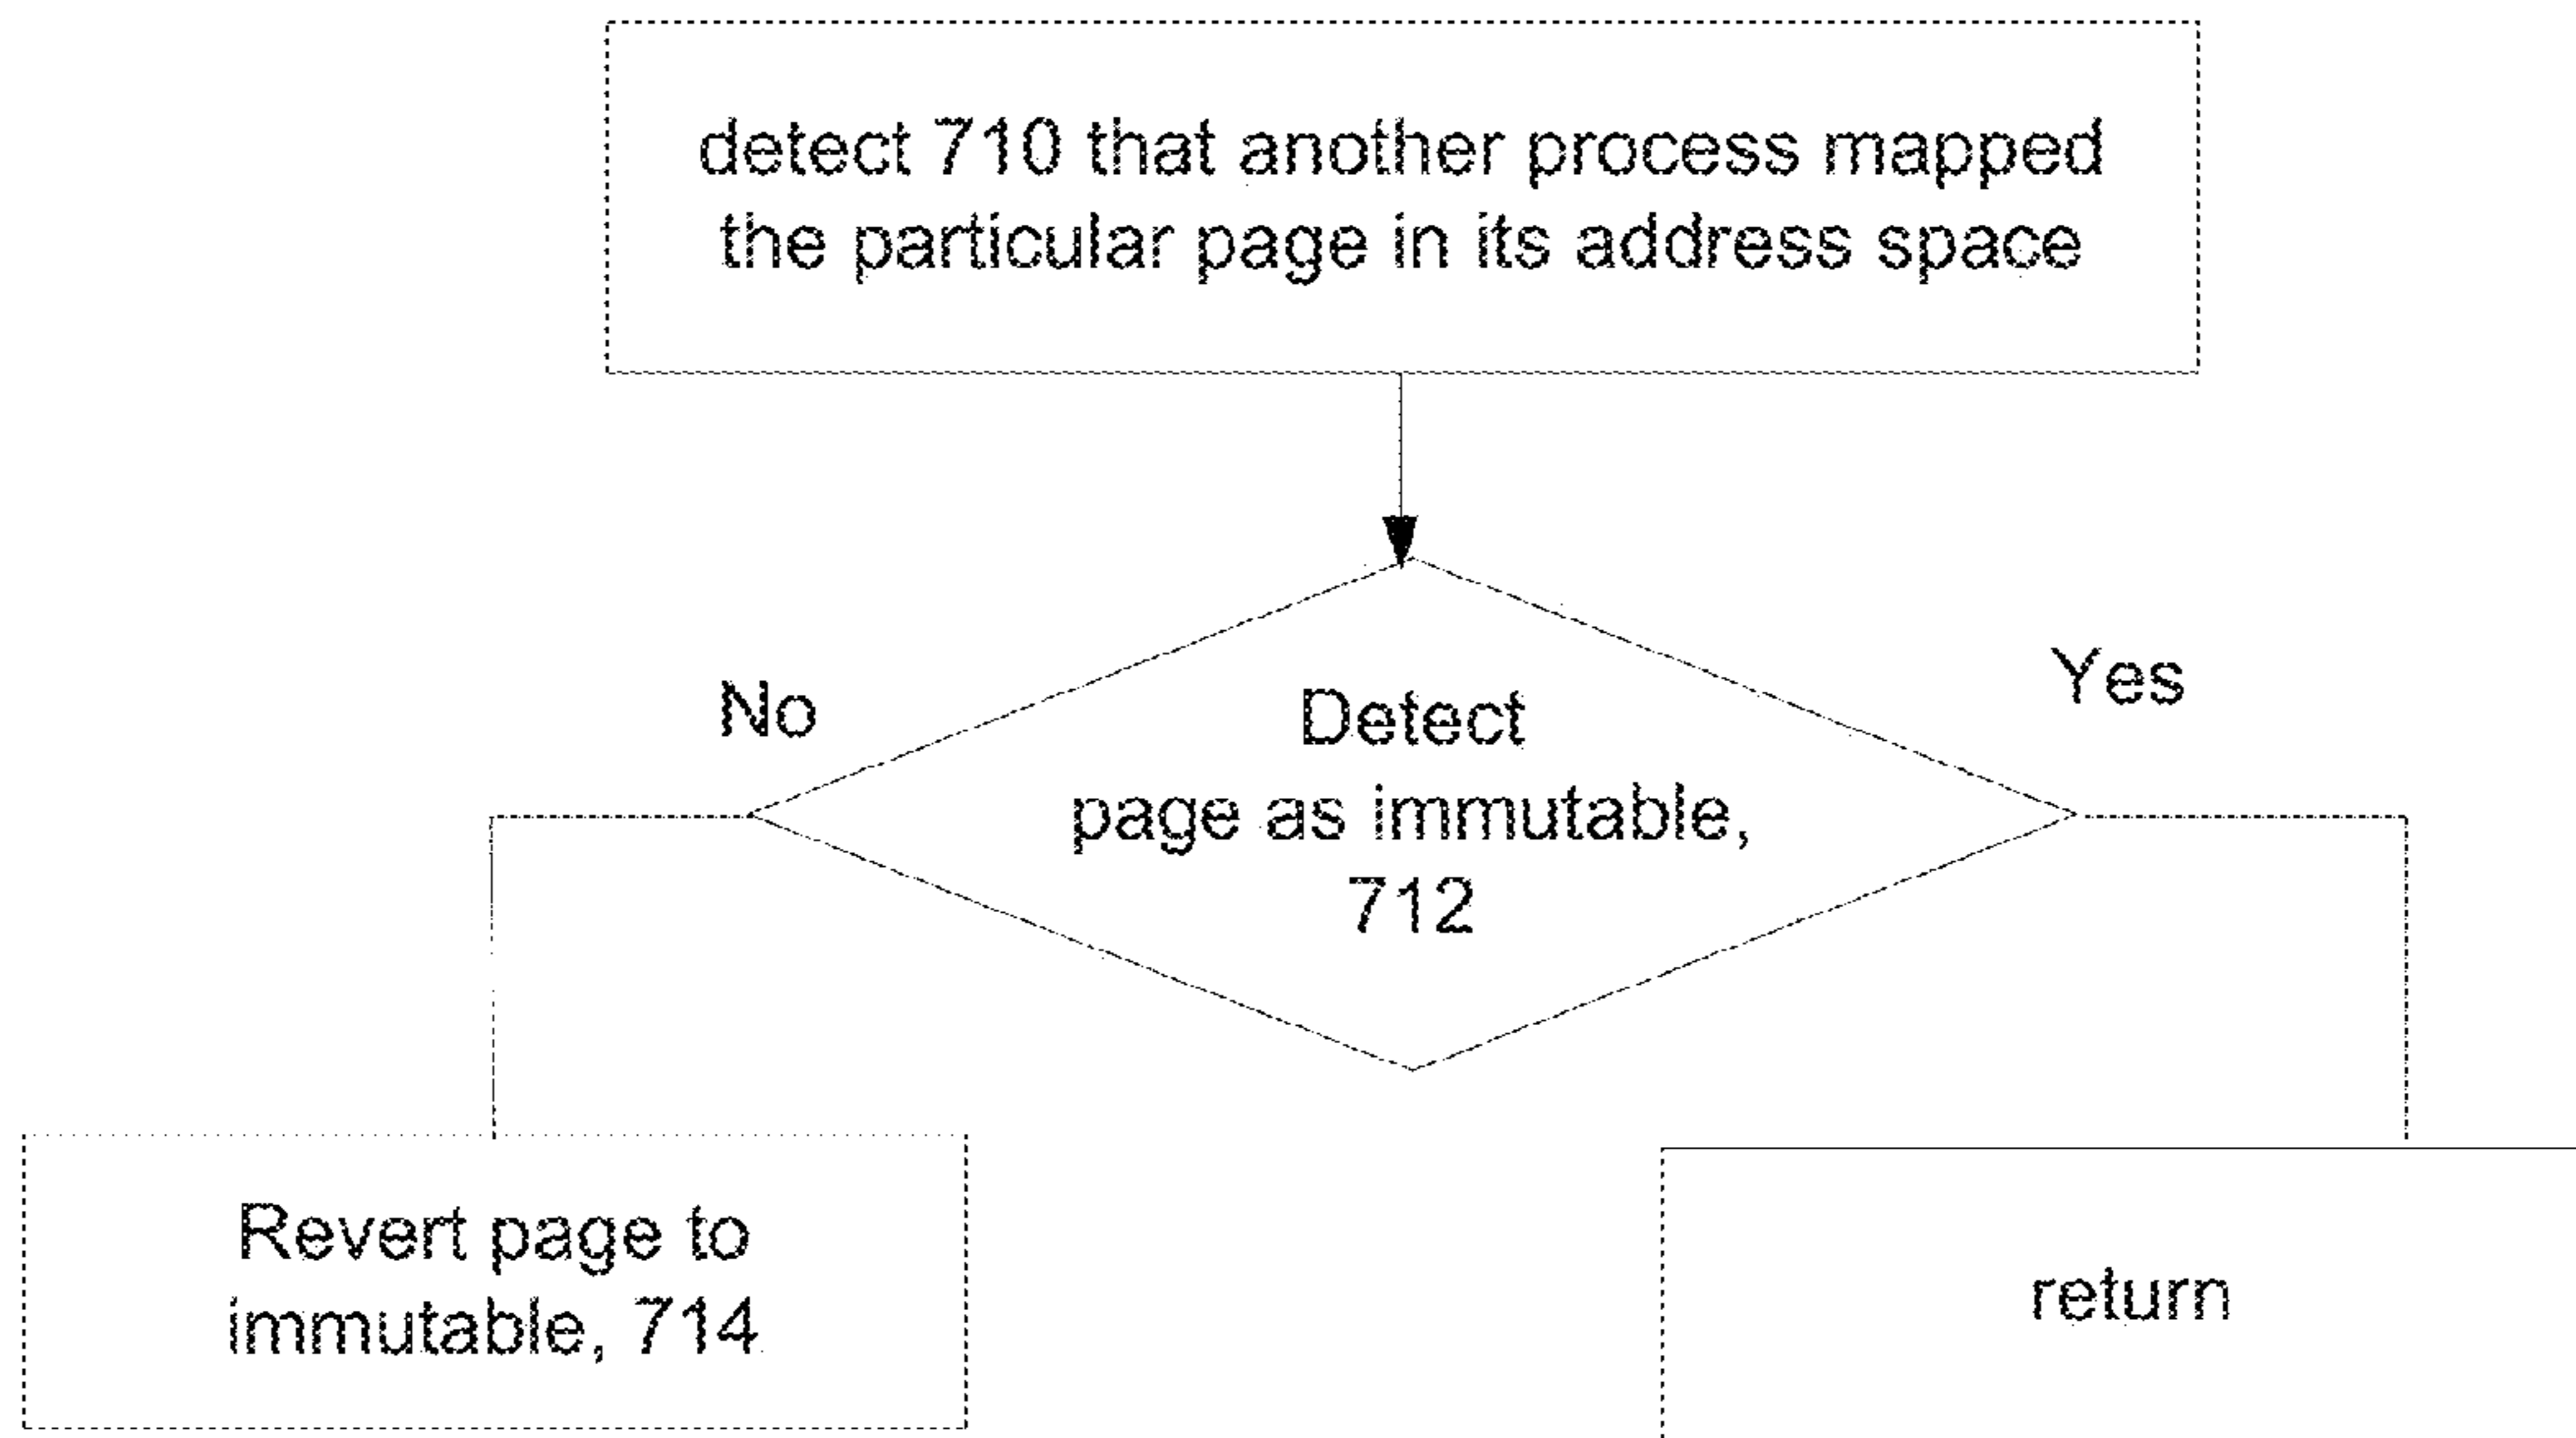 detect 710 that another process mapped
the particular page in its address space
No
Yes
Detect
page as immutable,
712
Revert page to
immutable, 714
return